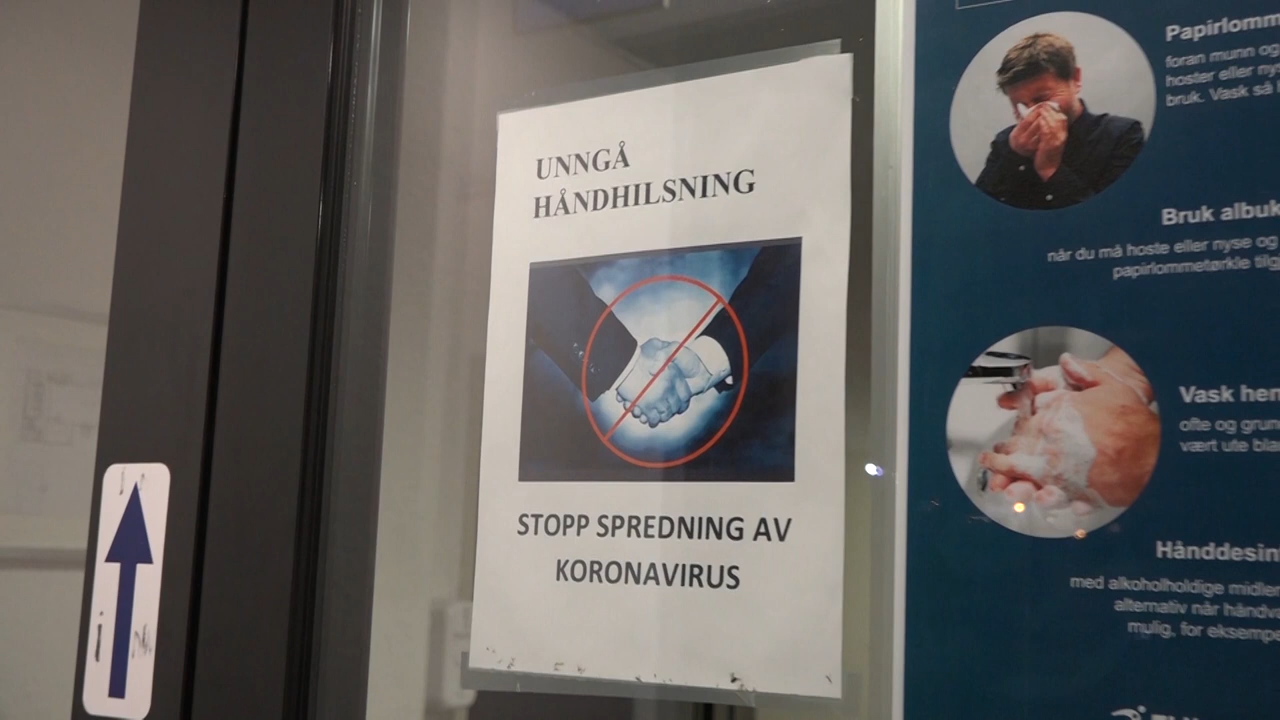 UNNGÅ
HÅNDHILSNING
STOPP SPREDNING AV
KORONAVIRUS
Papirlomm
foran munn og
hoster eller nys
bruk. Vask så
Bruk albuk
når du må hoste eller nyse og
papirlommetørkle tilg
Vask hen
ofte og grun
vært ute bla
Hånddesin
med alkoholholdige midler
alternativ når håndva
mulig, for eksempe